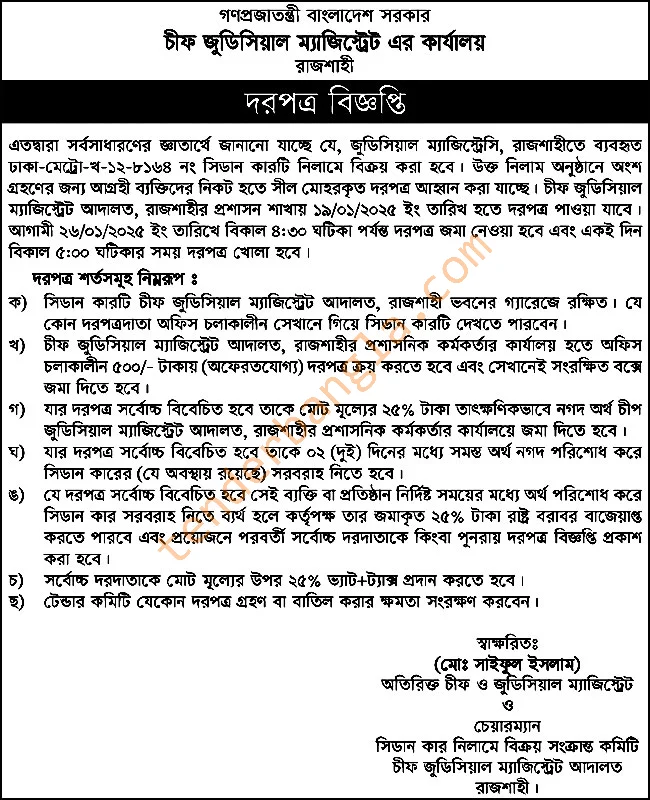 গণপ্রজাতন্ত্রী বাংলাদেশ সরকার
চীফ জুডিসিয়াল ম্যাজিস্ট্রেট এর কার্যালয়
রাজশাহী
দরপত্র বিজ্ঞপ্তি
এতদ্বারা সর্বসাধারণের জ্ঞাতার্থে জানানো যাচ্ছে যে, জুডিসিয়াল ম্যাজিস্ট্রেসি, রাজশাহীতে ব্যবহৃত
ঢাকা-মেট্রো-খ-১২-৮১৬৪ নং সিডান কারটি নিলামে বিক্রয় করা হবে। উক্ত নিলাম অনুষ্ঠানে অংশ
গ্রহণের জন্য আগ্রহী ব্যক্তিদের নিকট হতে সীল মোহরকৃত দরপত্র আহ্বান করা যাচ্ছে। চীফ জুডিসিয়াল
ম্যাজিস্ট্রেট আদালত, রাজশাহীর প্রশাসন শাখায় ১৯/০১/২০২৫ ইং তারিখ হতে দরপত্র পাওয়া যাবে।
আগামী ২৬/০১/২০২৫ ইং তারিখে বিকাল ৪:৩০ ঘটিকা পর্যন্ত দরপত্র জমা নেওয়া হবে এবং একই দিন
বিকাল ৫:০০ ঘটিকার সময় দরপত্র খোলা হবে।
দরপত্র শর্তসমূহ নিম্নরূপ ঃ
ক) সিডান কারটি চীফ জুডিসিয়াল ম্যাজিস্ট্রেট আদালত, রাজশাহী ভবনের গ্যারেজে রক্ষিত। যে
কোন দরপত্রদাতা অফিস চলাকালীন সেখানে গিয়ে সিডান কারটি দেখতে পারবেন।
খ) চীফ জুডিসিয়াল ম্যাজিস্ট্রেট আদালত, রাজশাহীর প্রশাসনিক কর্মকর্তার কার্যালয় হতে অফিস
চলাকালীন ৫০০/- টাকায় (অফেরতযোগ্য) দরপত্র ক্রয় করতে হবে এবং সেখানেই সংরক্ষিত বক্সে
জমা দিতে হবে।
গ) যার দরপত্র সর্বোচ্চ বিবেচিত হবে তাকে মোট মূল্যের ২৫% টাকা তাৎক্ষণিকভাবে নগদ অর্থ চীপ
জুডিসিয়াল ম্যাজিস্ট্রেট আদালত, রাজশাহীর প্রশাসনিক কর্মকর্তার কার্যালয়ে জমা দিতে হবে।
ঘ) যার দরপত্র সর্বোচ্চ বিবেচিত হবে তাকে ০২ (দুই) দিনের মধ্যে সমস্ত অর্থ নগদ পরিশোধ করে
সিডান কারের (যে অবস্থায় রয়েছে) সরবরাহ নিতে হবে।
ঙ) যে দরপত্র সর্বোচ্চ বিবেচিত হবে সেই ব্যক্তি বা প্রতিষ্ঠান নির্দিষ্ট সময়ের মধ্যে অর্থ পরিশোধ করে
সিডান কার সরবরাহ নিতে ব্যর্থ হলে কর্তৃপক্ষ তার জমাকৃত ২৫% টাকা রাষ্ট্র বরাবর বাজেয়াপ্ত
করতে পারবে এবং প্রয়োজনে পরবর্তী সর্বোচ্চ দরদাতাকে কিংবা পুনরায় দরপত্র বিজ্ঞপ্তি প্রকাশ
করা হবে।
চ) সর্বোচ্চ দরদাতাকে মোট মূল্যের উপর ২৫% ভ্যাট+ট্যাক্স প্রদান করতে হবে।
ছ) টেন্ডার কমিটি যেকোন দরপত্র গ্রহণ বা বাতিল করার ক্ষমতা সংরক্ষণ করবেন।
স্বাক্ষরিতঃ
(মোঃ সাইফুল ইসলাম)
অতিরিক্ত চীফ ও জুডিসিয়াল ম্যাজিস্ট্রেট
ও
চেয়ারম্যান
সিডান কার নিলামে বিক্রয় সংক্রান্ত কমিটি
চীফ জুডিসিয়াল ম্যাজিস্ট্রেট আদালত
রাজশাহী।
tenderbangla.com